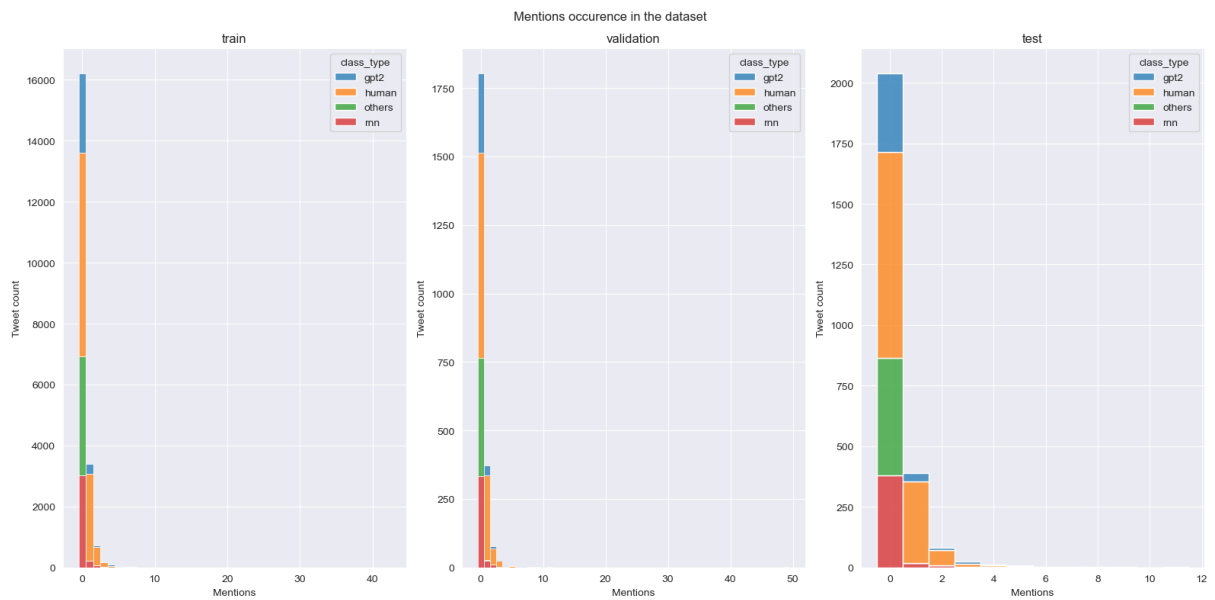 Mentions occurence in the dataset
train
validation
test
class_type
gpt2
human
others
rnn
class_type
gpt2
human
others
rnn
class_type
gpt2
human
others
rnn
Tweet count
16000
14000
12000
10000
8000
6000
4000
2000
0
0 10 20 30 40
Mentions
Tweet count
1750
1500
1250
1000
750
500
250
0
0 10 20 30 40 50
Mentions
Tweet count
2000
1750
1500
1250
1000
750
500
250
0
0 2 4 6 8 10 12
Mentions